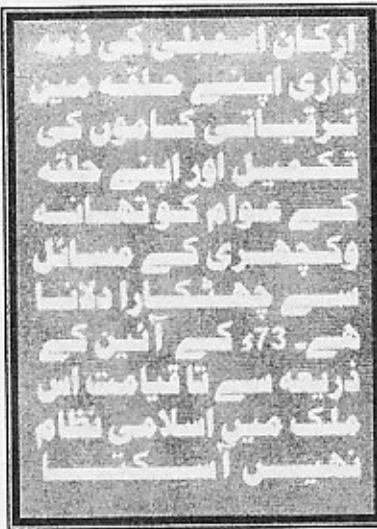 ارکان اسمبلی کی ذمہ
داری اپنے حلقہ میں
ترقیاتی کاموں کی
تکمیل اور اپنے حلقہ
کے عوام کو تھانہ
وکچہری کے مسائل
سے چھٹکارا دلانا
ھے۔ 73ء کے آئین کے
ذریعہ سے تا قیامت اس
ملک میں اسلامی نظام
نھیں آسکتا